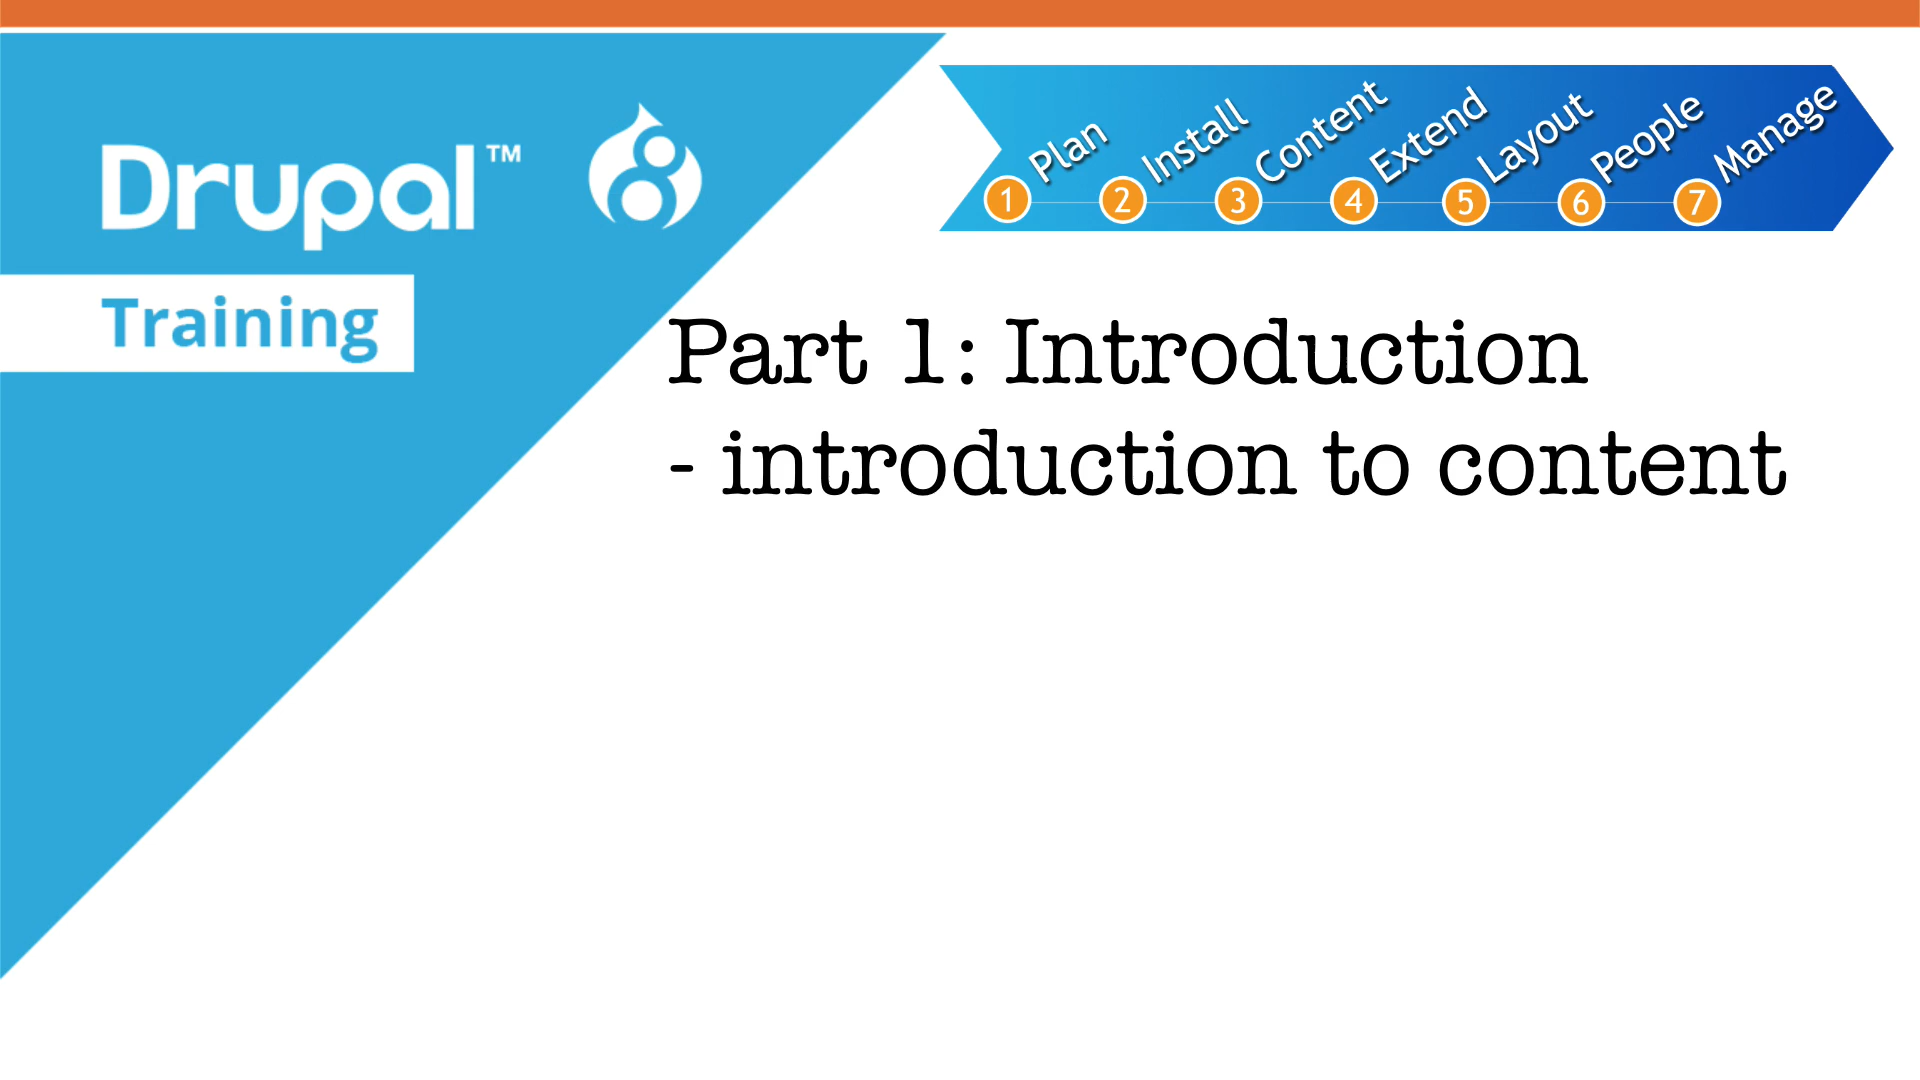 Drupal™ 8
Training
1 Plan
2 Install
3 Content
4 Extend
5 Layout
6 People
7 Manage
Part 1: Introduction
- introduction to content